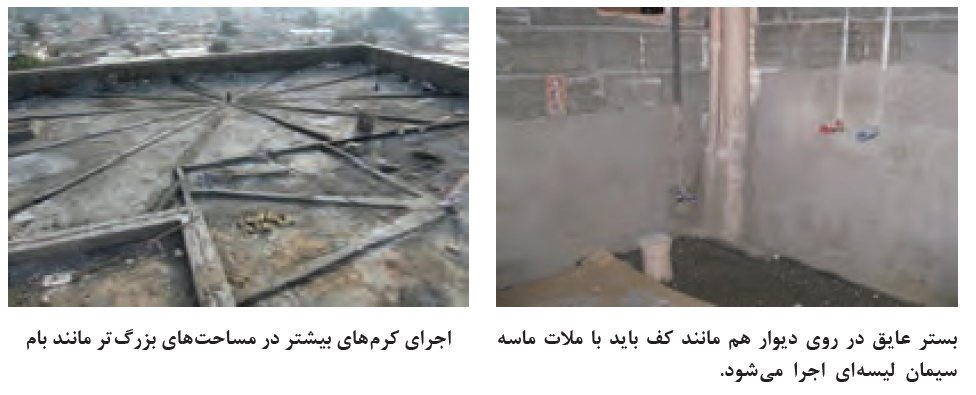 بستر عایق در روی دیوار هم مانند کف باید با ملات ماسه
سیمان لیسه‌ای اجرا می‌شود.
اجرای کرم‌های بیشتر در مساحت‌های بزرگ‌تر مانند بام